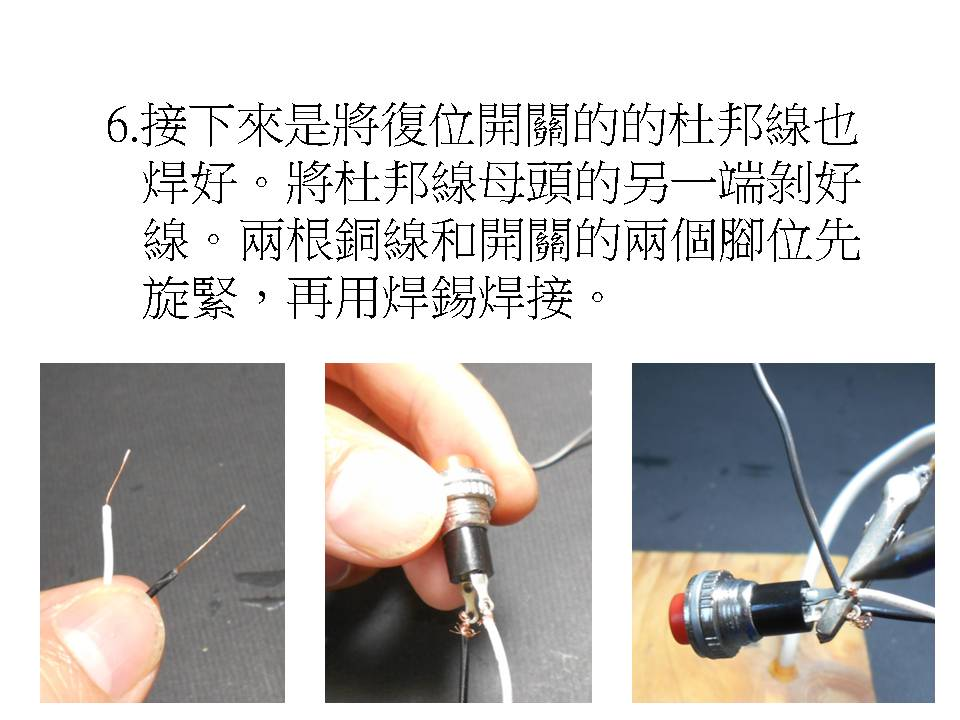 6.接下來是將復位開關的的杜邦線也
焊好。將杜邦線母頭的另一端剝好
線。兩根銅線和開關的兩個腳位先
旋緊，再用焊錫焊接。